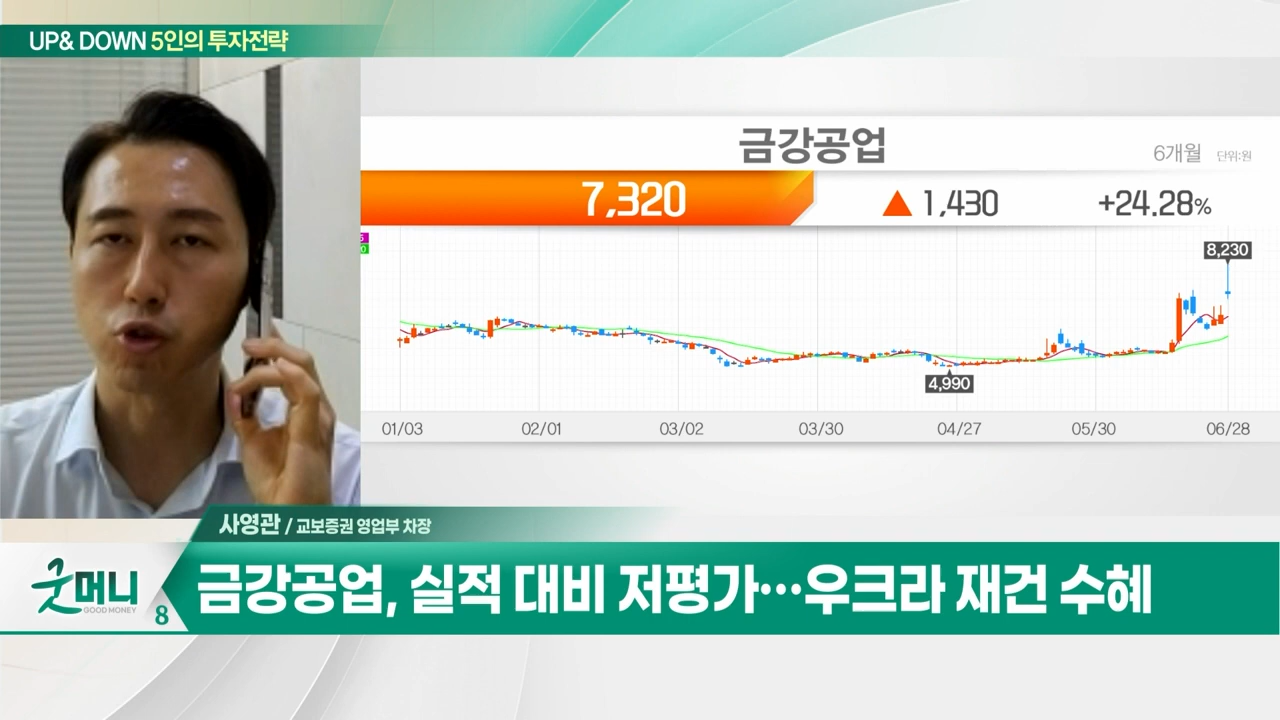 UP& DOWN 5인의 투자전략
금강공업
6개월 단위:원
7,320 ▲ 1,430 +24.28%
8,230
4,990
01/03 02/01 03/02 03/30 04/27 05/30 06/28
사영관 / 교보증권 영업부 차장
굿머니
GOOD MONEY
8
금강공업, 실적 대비 저평가…우크라 재건 수혜